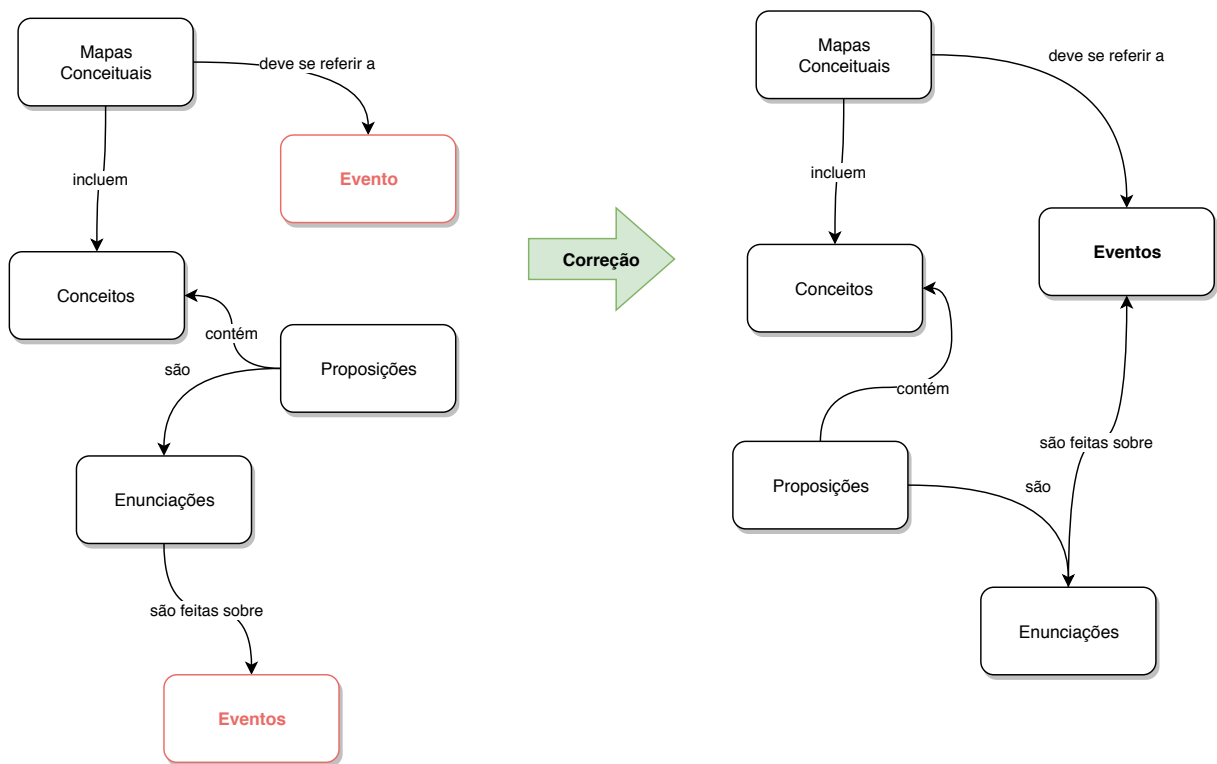 Mapas
Conceituais
deve se referir a
Evento
incluem
Conceitos
contém
Proposições
são
Enunciações
são feitas sobre
Eventos
Correção
Mapas
Conceituais
deve se referir a
incluem
Eventos
Conceitos
contém
são feitas sobre
Proposições
são
Enunciações